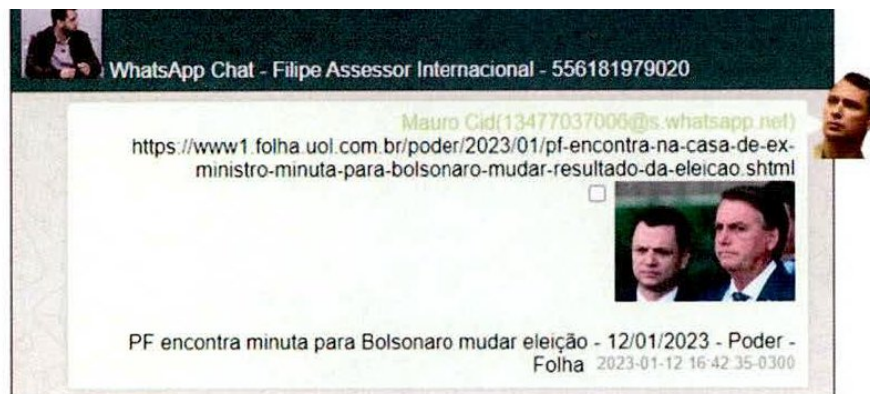 WhatsApp Chat - Filipe Assessor Internacional - 556181979020
Mauro Cid(13477037006@s.whatsapp.net)
https://www1.folha.uol.com.br/poder/2023/01/pf-encontra-na-casa-de-ex-
ministro-minuta-para-bolsonaro-mudar-resultado-da-eleicao.shtml
PF encontra minuta para Bolsonaro mudar eleição - 12/01/2023 - Poder -
Folha 2023-01-12 16:42:35-0300